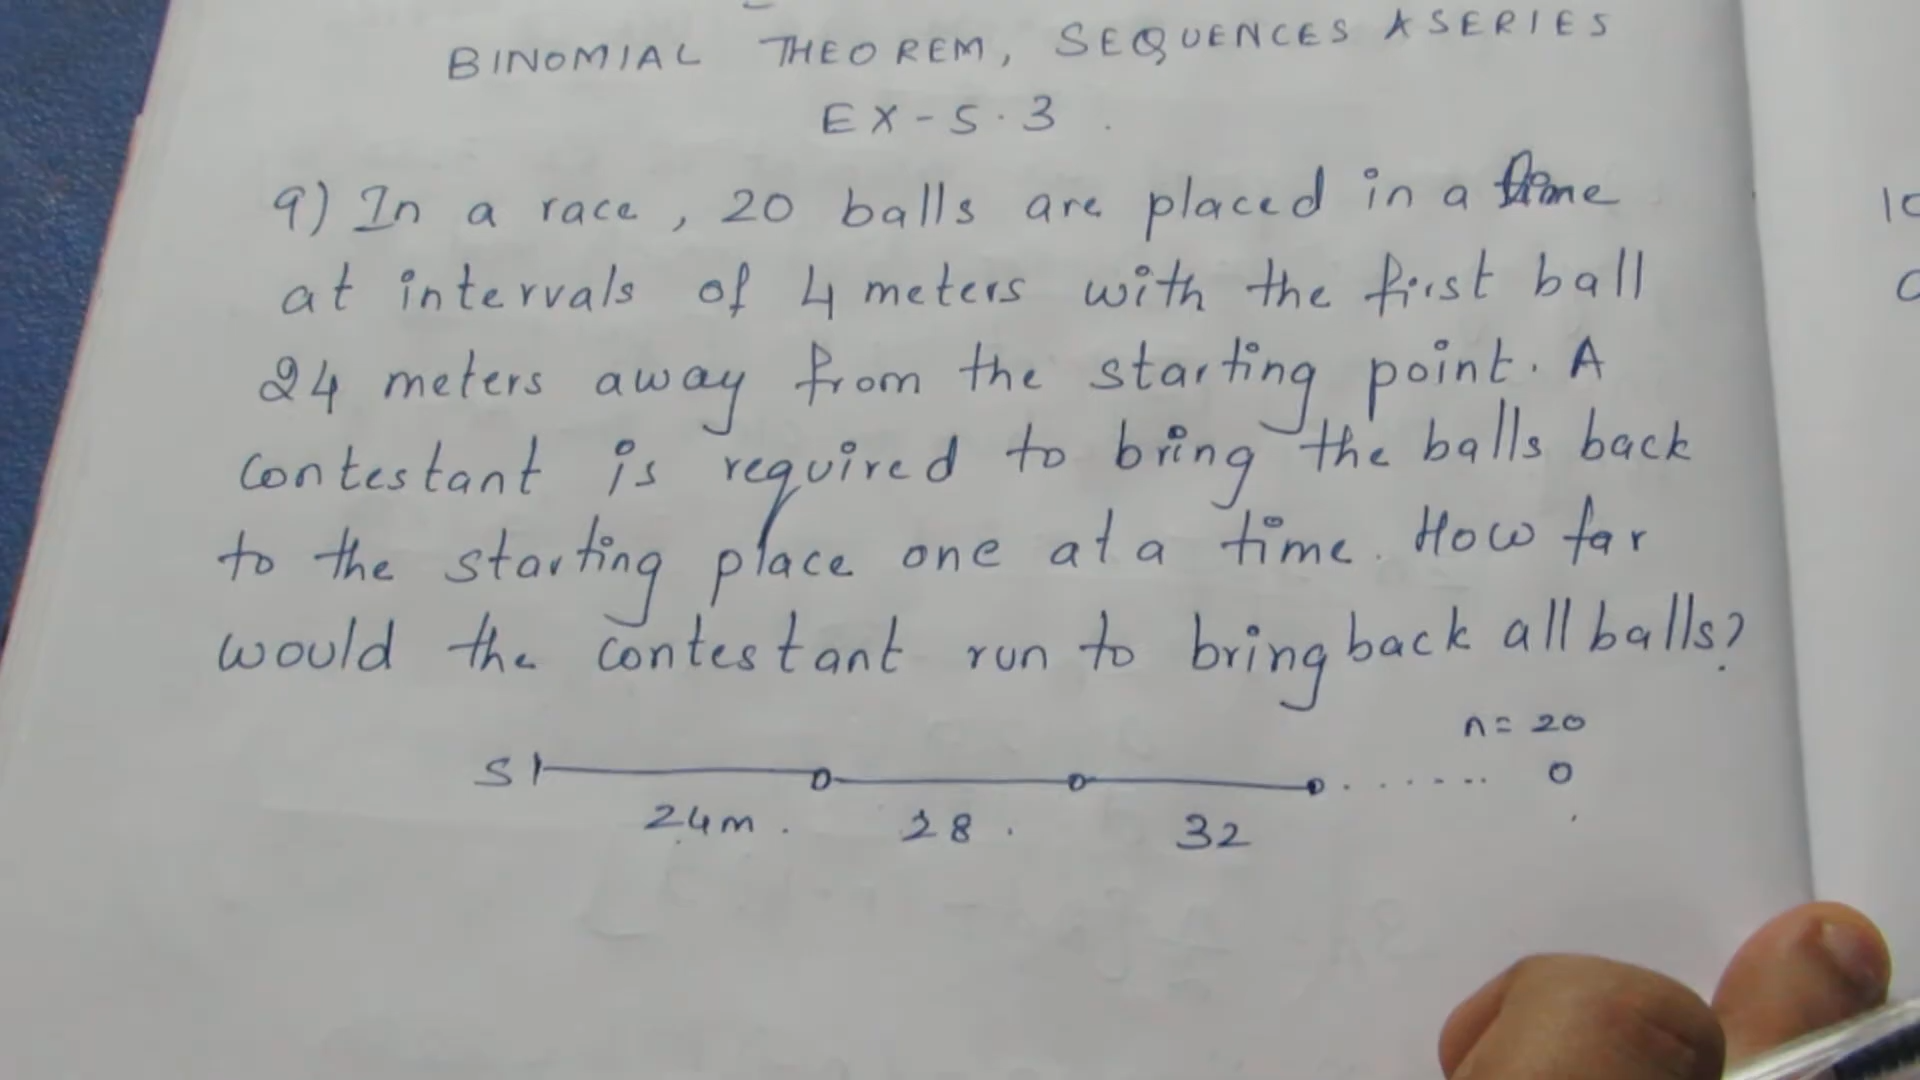 BINOMIAL THEOREM, SEQUENCES & SERIES
EX-5.3
9) In a race, 20 balls are placed in a line
at intervals of 4 meters with the first ball
24 meters away from the starting point. A
contestant is required to bring the balls back
to the starting place one at a time. How far
would the contestant run to bring back all balls?
n = 20
S
24m. 28. 32